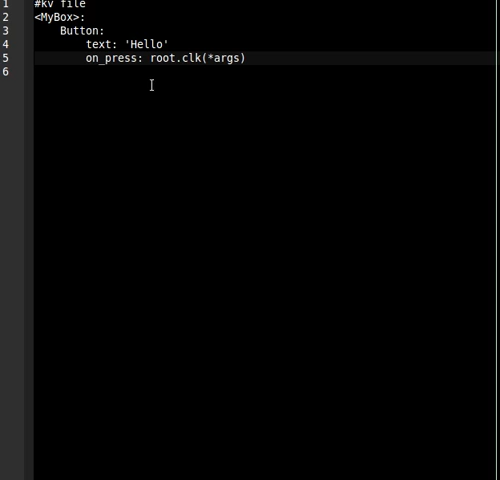 1 #kv file
2 <MyBox>:
3     Button:
4         text: 'Hello'
5         on_press: root.clk(*args)
6